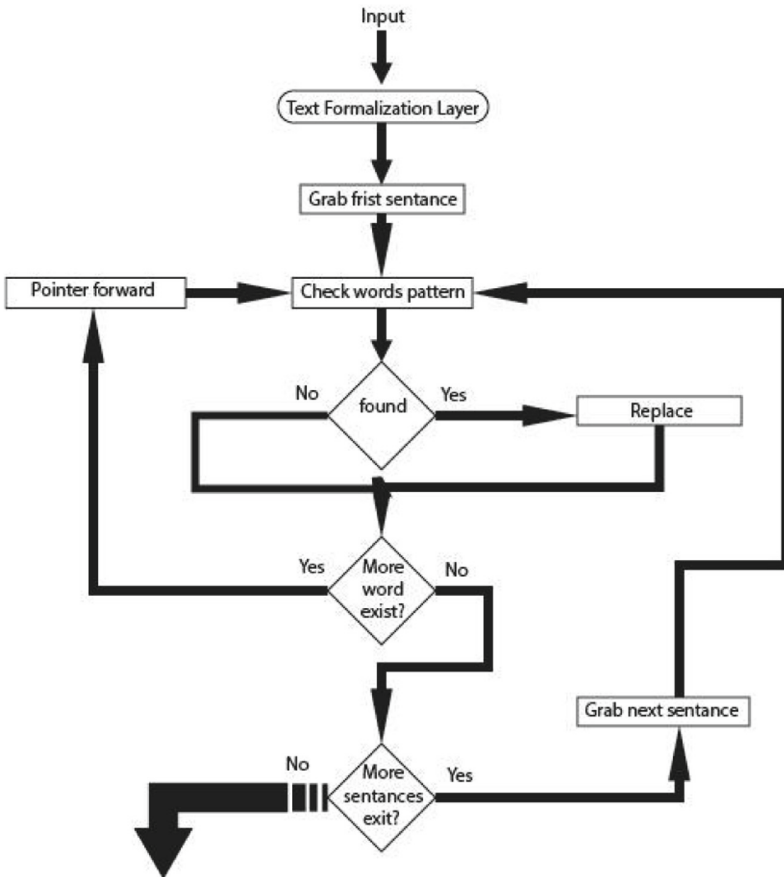 Input
Text Formalization Layer
Grab frist sentance
Pointer forward
Check words pattern
No
found
Yes
Replace
Yes
More
word
exist?
No
Grab next sentance
No
More
sentances
exit?
Yes